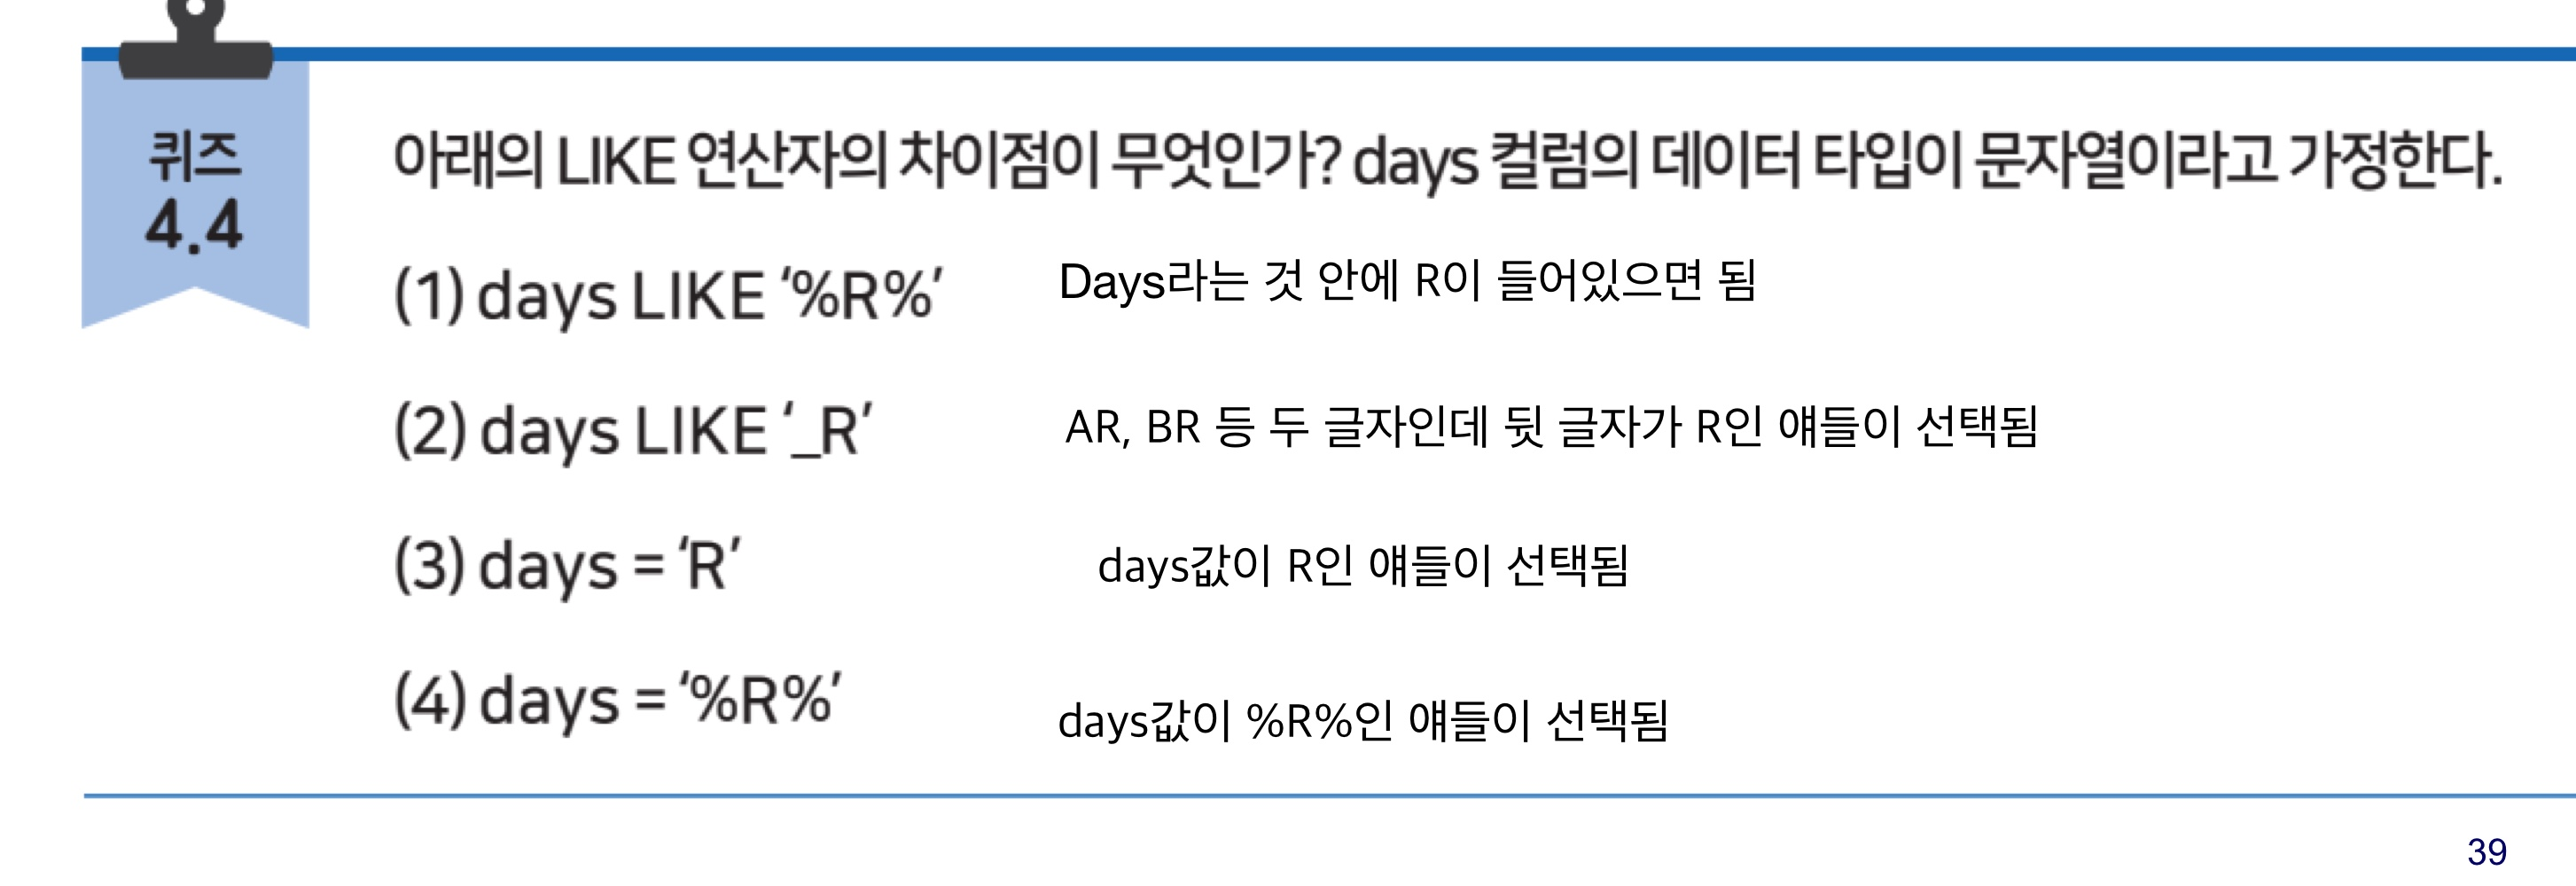 퀴즈
4.4
아래의 LIKE 연산자의 차이점이 무엇인가? days 컬럼의 데이터 타입이 문자열이라고 가정한다.
(1) days LIKE ‘%R%’ Days라는 것 안에 R이 들어있으면 됨
(2) days LIKE ‘_R’ AR, BR 등 두 글자인데 뒷 글자가 R인 얘들이 선택됨
(3) days = ‘R’ days값이 R인 얘들이 선택됨
(4) days = ‘%R%’ days값이 %R%인 얘들이 선택됨
39